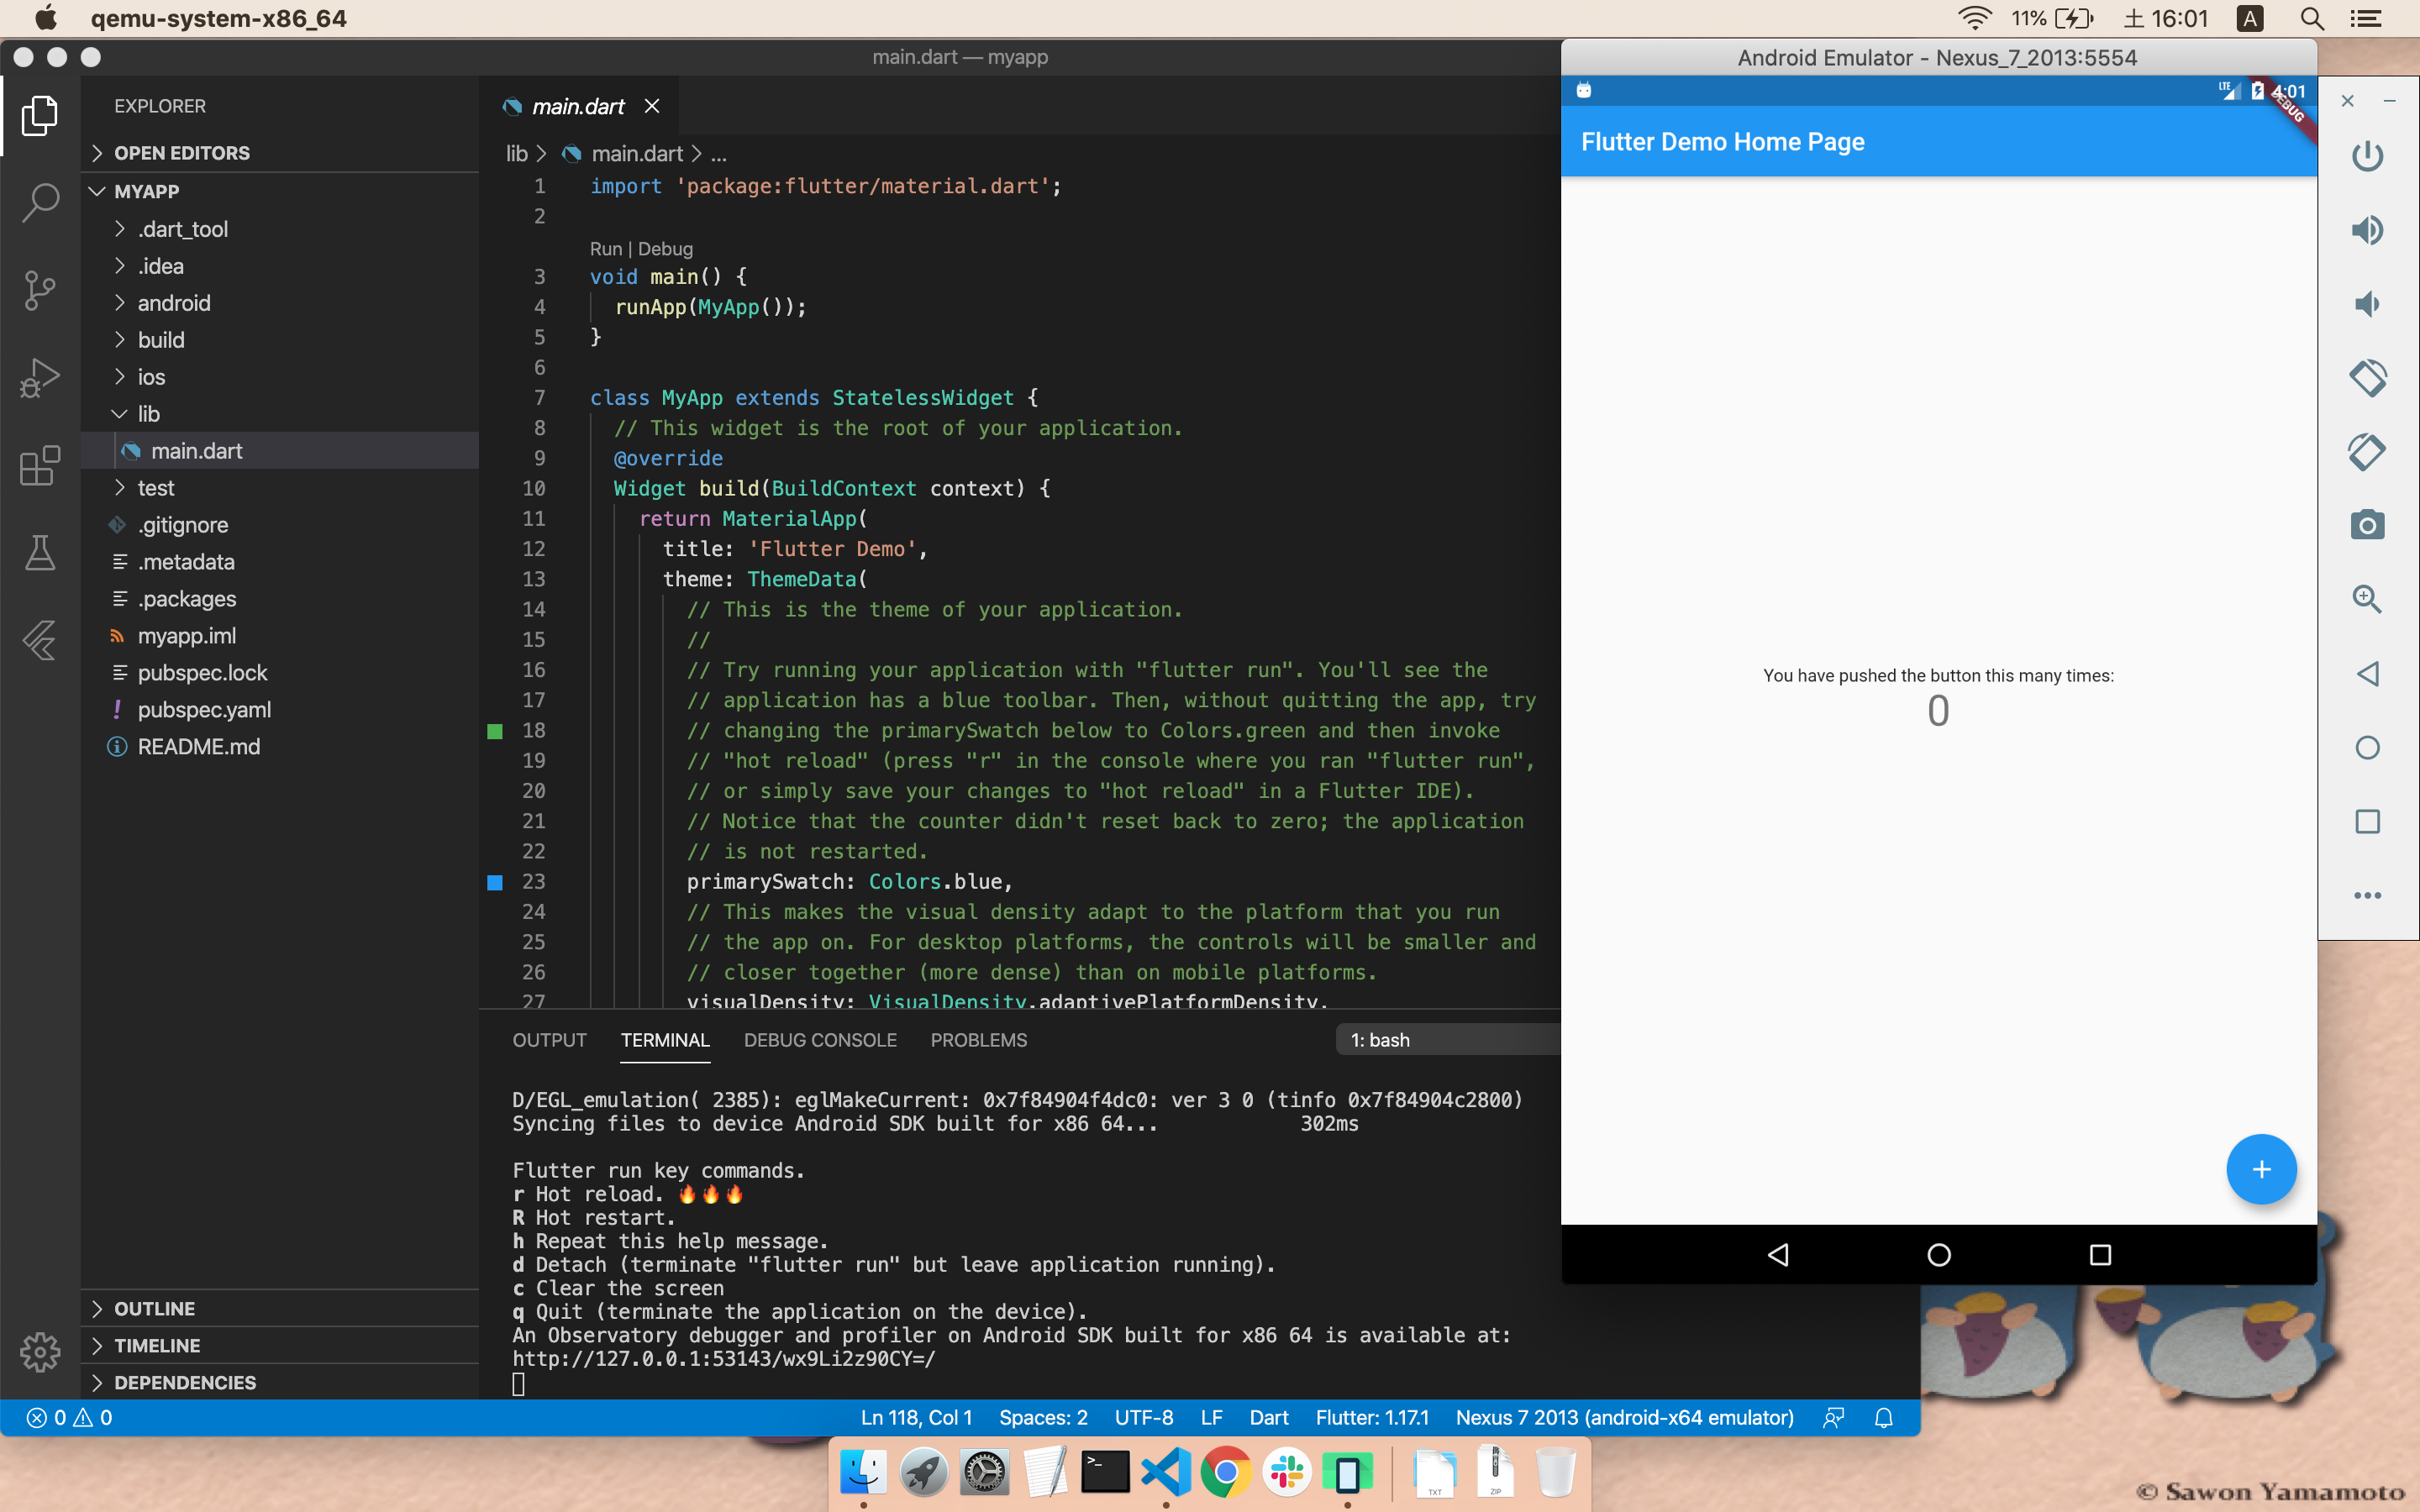 qemu-system-x86_64
11%
土 16:01
A
main.dart — myapp
EXPLORER
OPEN EDITORS
MYAPP
.dart_tool
.idea
android
build
ios
lib
main.dart
test
.gitignore
.metadata
.packages
myapp.iml
pubspec.lock
pubspec.yaml
README.md
OUTLINE
TIMELINE
DEPENDENCIES
main.dart
lib > main.dart > ...
1 import 'package:flutter/material.dart';
2
Run | Debug
3 void main() {
4 runApp(MyApp());
5 }
6
7 class MyApp extends StatelessWidget {
8 // This widget is the root of your application.
9 @override
10 Widget build(BuildContext context) {
11 return MaterialApp(
12 title: 'Flutter Demo',
13 theme: ThemeData(
14 // This is the theme of your application.
15 //
16 // Try running your application with "flutter run". You'll see the
17 // application has a blue toolbar. Then, without quitting the app, try
18 // changing the primarySwatch below to Colors.green and then invoke
19 // "hot reload" (press "r" in the console where you ran "flutter run",
20 // or simply save your changes to "hot reload" in a Flutter IDE).
21 // Notice that the counter didn't reset back to zero; the application
22 // is not restarted.
23 primarySwatch: Colors.blue,
24 // This makes the visual density adapt to the platform that you run
25 // the app on. For desktop platforms, the controls will be smaller and
26 // closer together (more dense) than on mobile platforms.
27 visualDensity: VisualDensity.adaptivePlatformDensity,
OUTPUT TERMINAL DEBUG CONSOLE PROBLEMS
1: bash
D/EGL_emulation( 2385): eglMakeCurrent: 0x7f84904f4dc0: ver 3 0 (tinfo 0x7f84904c2800)
Syncing files to device Android SDK built for x86 64... 302ms
Flutter run key commands.
r Hot reload. 🔥🔥🔥
R Hot restart.
h Repeat this help message.
d Detach (terminate "flutter run" but leave application running).
c Clear the screen
q Quit (terminate the application on the device).
An Observatory debugger and profiler on Android SDK built for x86 64 is available at:
http://127.0.0.1:53143/wx9Li2z90CY=/
0 0
Ln 118, Col 1 Spaces: 2 UTF-8 LF Dart Flutter: 1.17.1 Nexus 7 2013 (android-x64 emulator)
Android Emulator - Nexus_7_2013:5554
LTE 4:01
DEBUG
Flutter Demo Home Page
You have pushed the button this many times:
0
TXT
ZIP
© Sawon Yamamoto